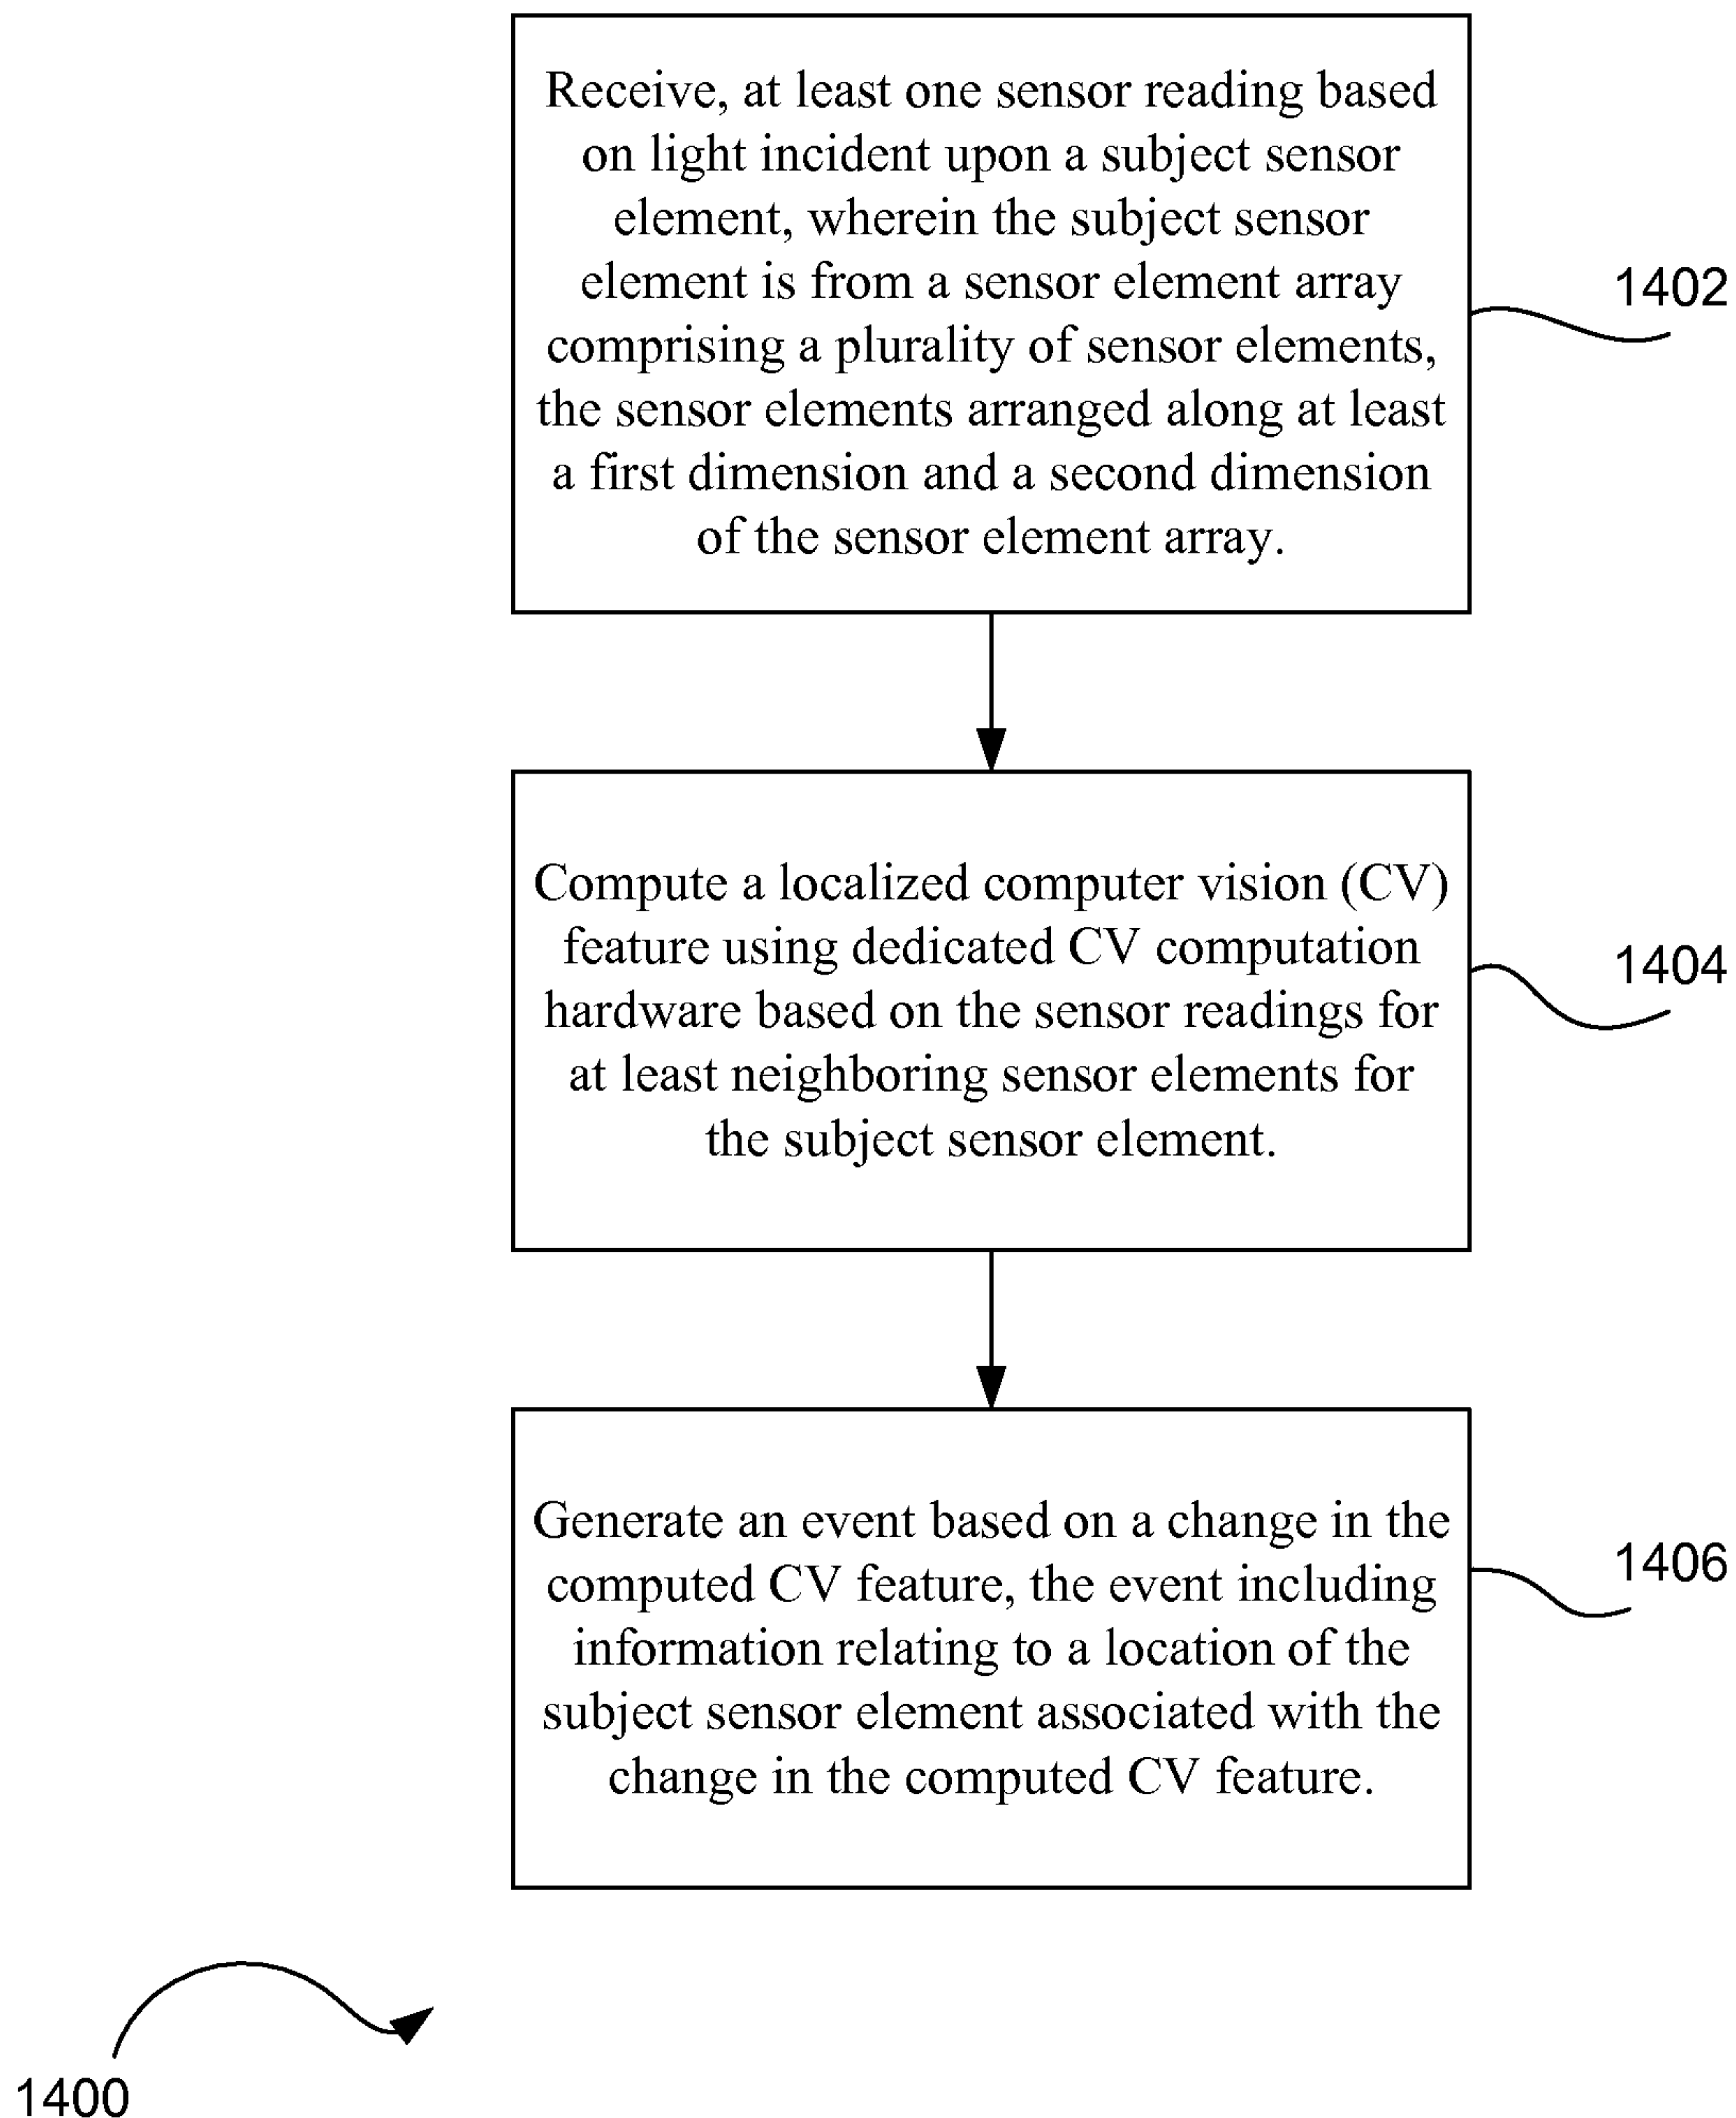 Receive, at least one sensor reading based
on light incident upon a subject sensor
element, wherein the subject sensor
element is from a sensor element array
comprising a plurality of sensor elements,
the sensor elements arranged along at least
a first dimension and a second dimension
of the sensor element array.
1402
Compute a localized computer vision (CV)
feature using dedicated CV computation
hardware based on the sensor readings for
at least neighboring sensor elements for
the subject sensor element.
1404
Generate an event based on a change in the
computed CV feature, the event including
information relating to a location of the
subject sensor element associated with the
change in the computed CV feature.
1406
1400